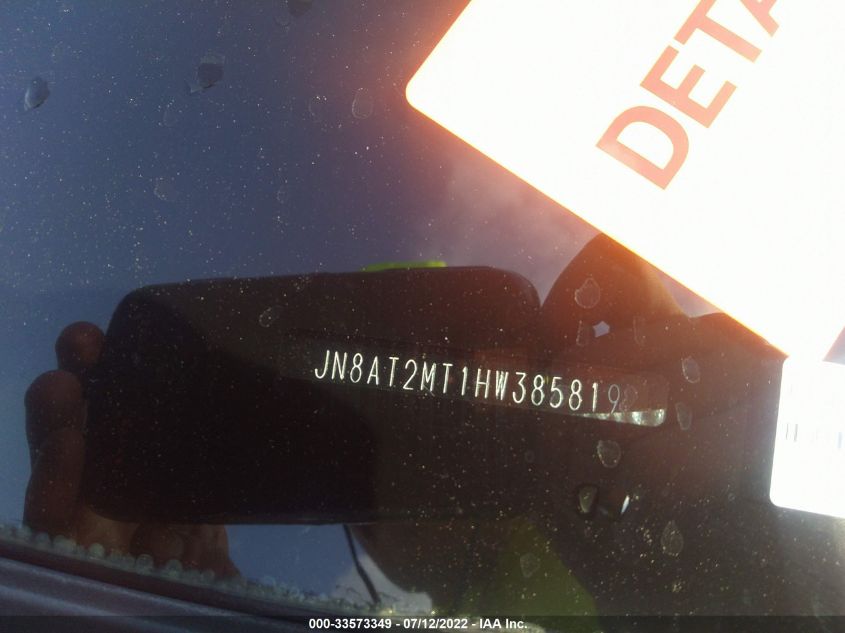 DETA
JN8AT2MT1HW385819
000-33573349 - 07/12/2022 - IAA Inc.